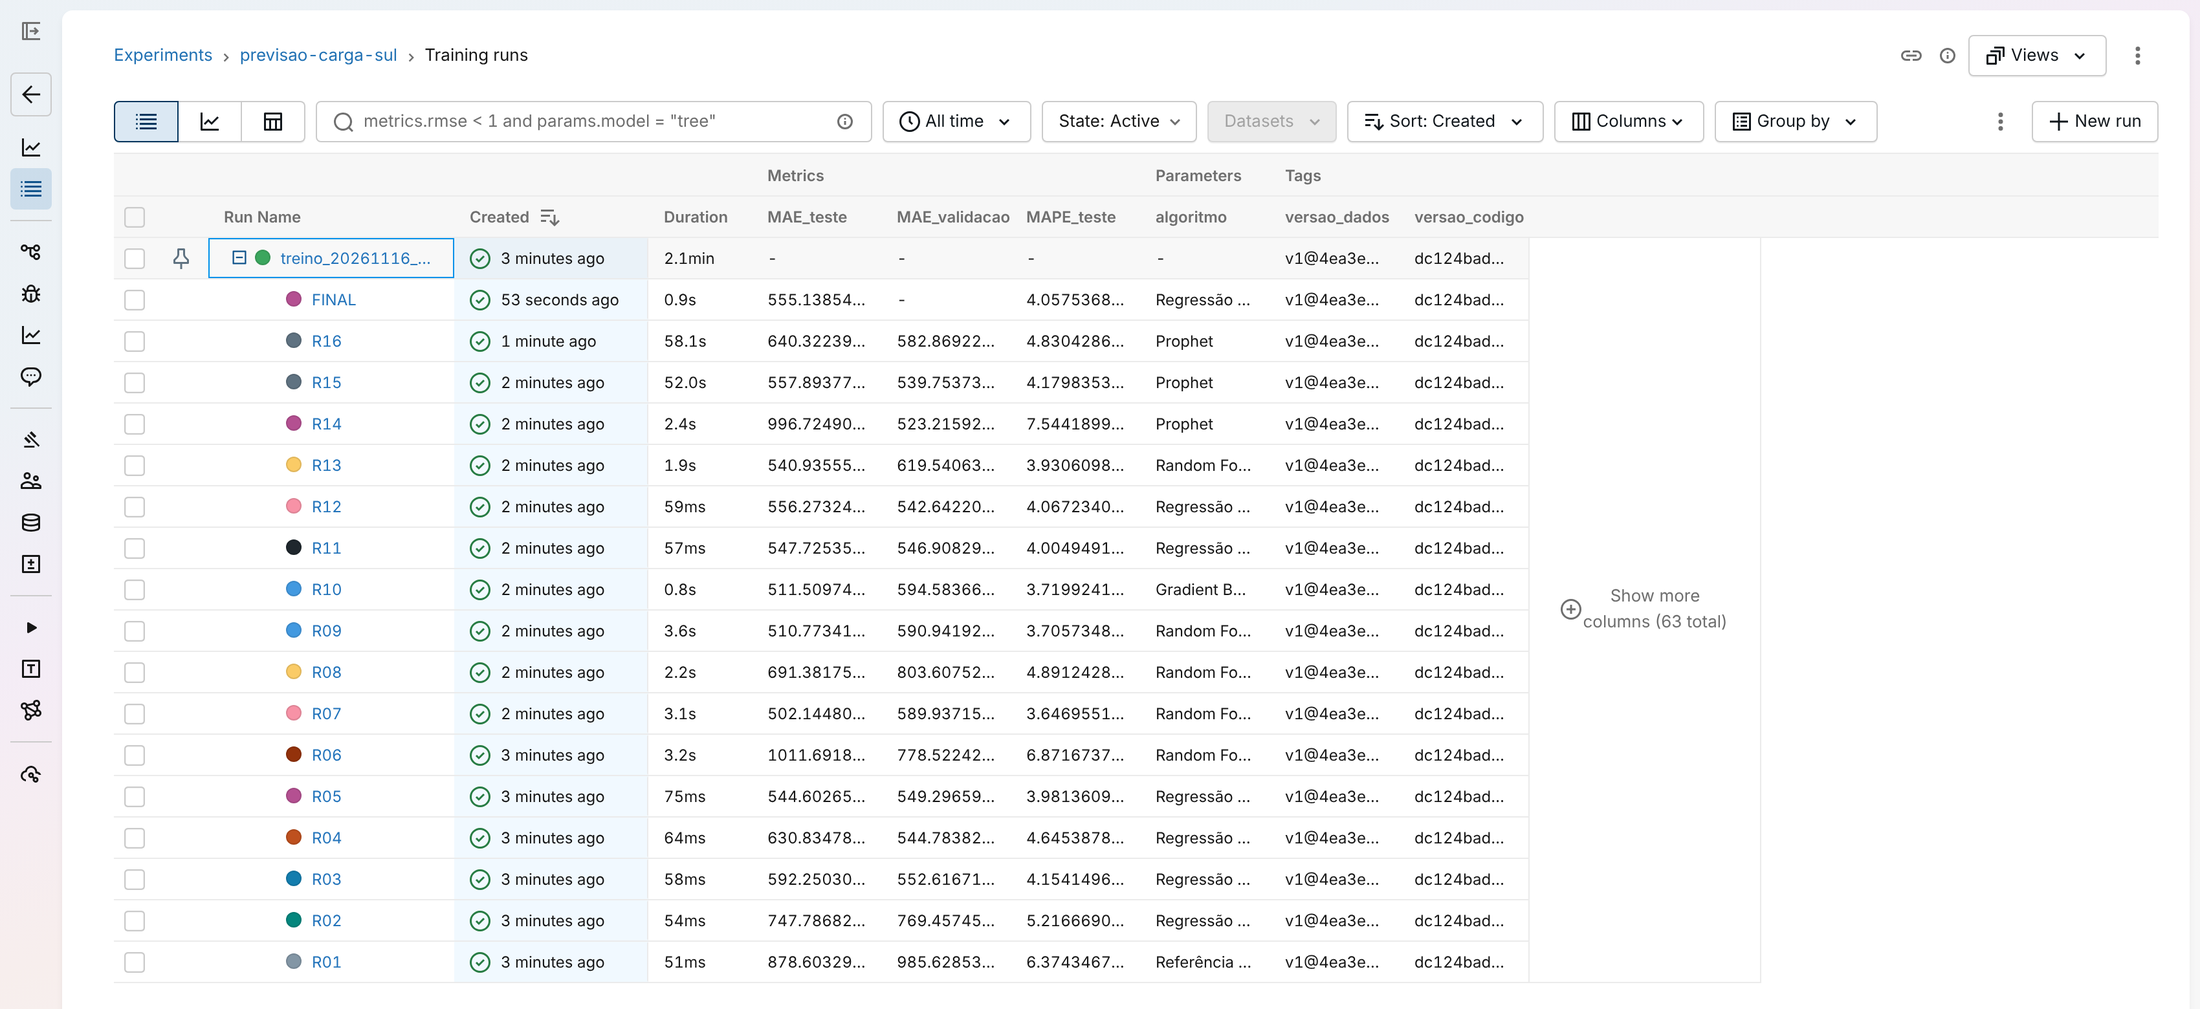 Experiments › previsao-carga-sul › Training runs
Views
metrics.rmse < 1 and params.model = "tree"
All time
State: Active
Datasets
Sort: Created
Columns
Group by
New run
Metrics Parameters Tags
Run Name Created Duration MAE_teste MAE_validacao MAPE_teste algoritmo versao_dados versao_codigo
treino_20261116_... 3 minutes ago 2.1min - - - - v1@4ea3e... dc124bad...
FINAL 53 seconds ago 0.9s 555.13854... - 4.0575368... Regressão ... v1@4ea3e... dc124bad...
R16 1 minute ago 58.1s 640.32239... 582.86922... 4.8304286... Prophet v1@4ea3e... dc124bad...
R15 2 minutes ago 52.0s 557.89377... 539.75373... 4.1798353... Prophet v1@4ea3e... dc124bad...
R14 2 minutes ago 2.4s 996.72490... 523.21592... 7.5441899... Prophet v1@4ea3e... dc124bad...
R13 2 minutes ago 1.9s 540.93555... 619.54063... 3.9306098... Random Fo... v1@4ea3e... dc124bad...
R12 2 minutes ago 59ms 556.27324... 542.64220... 4.0672340... Regressão ... v1@4ea3e... dc124bad...
R11 2 minutes ago 57ms 547.72535... 546.90829... 4.0049491... Regressão ... v1@4ea3e... dc124bad...
R10 2 minutes ago 0.8s 511.50974... 594.58366... 3.7199241... Gradient B... v1@4ea3e... dc124bad...
R09 2 minutes ago 3.6s 510.77341... 590.94192... 3.7057348... Random Fo... v1@4ea3e... dc124bad...
R08 2 minutes ago 2.2s 691.38175... 803.60752... 4.8912428... Random Fo... v1@4ea3e... dc124bad...
R07 2 minutes ago 3.1s 502.14480... 589.93715... 3.6469551... Random Fo... v1@4ea3e... dc124bad...
R06 3 minutes ago 3.2s 1011.6918... 778.52242... 6.8716737... Random Fo... v1@4ea3e... dc124bad...
R05 3 minutes ago 75ms 544.60265... 549.29659... 3.9813609... Regressão ... v1@4ea3e... dc124bad...
R04 3 minutes ago 64ms 630.83478... 544.78382... 4.6453878... Regressão ... v1@4ea3e... dc124bad...
R03 3 minutes ago 58ms 592.25030... 552.61671... 4.1541496... Regressão ... v1@4ea3e... dc124bad...
R02 3 minutes ago 54ms 747.78682... 769.45745... 5.2166690... Regressão ... v1@4ea3e... dc124bad...
R01 3 minutes ago 51ms 878.60329... 985.62853... 6.3743467... Referência ... v1@4ea3e... dc124bad...
Show more
columns (63 total)